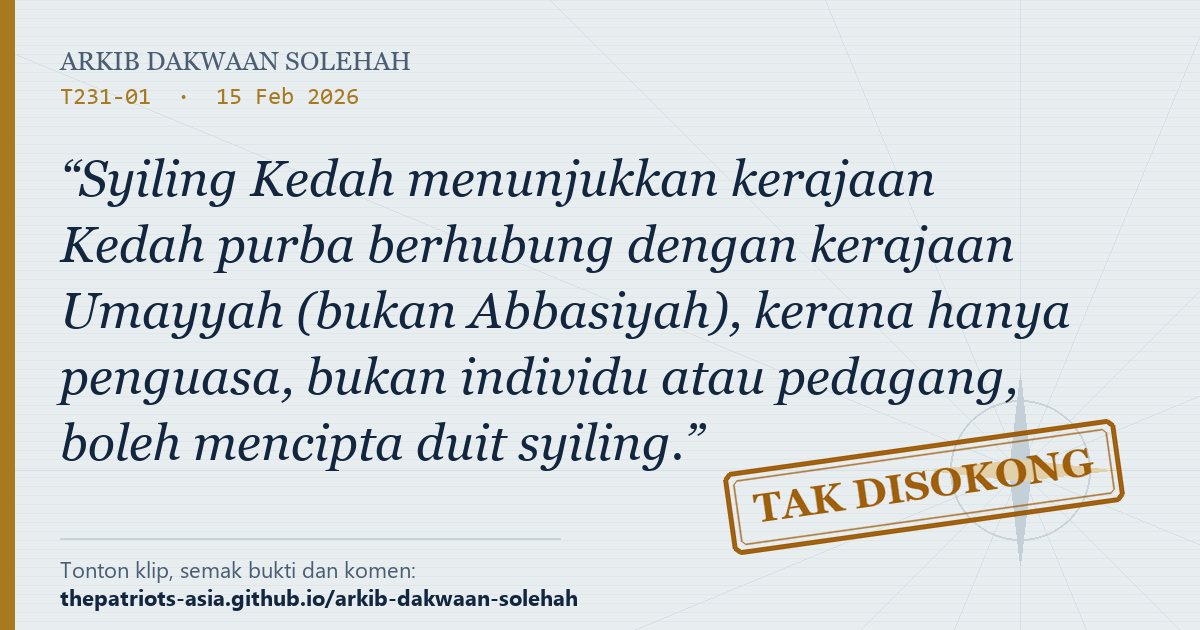 ARKIB DAKWAAN SOLEHAH
T231-01 · 15 Feb 2026
“Syiling Kedah menunjukkan kerajaan
Kedah purba berhubung dengan kerajaan
Umayyah (bukan Abbasiyah), kerana hanya
penguasa, bukan individu atau pedagang,
boleh mencipta duit syiling.”
TAK DISOKONG
Tonton klip, semak bukti dan komen:
thepatriots-asia.github.io/arkib-dakwaan-solehah